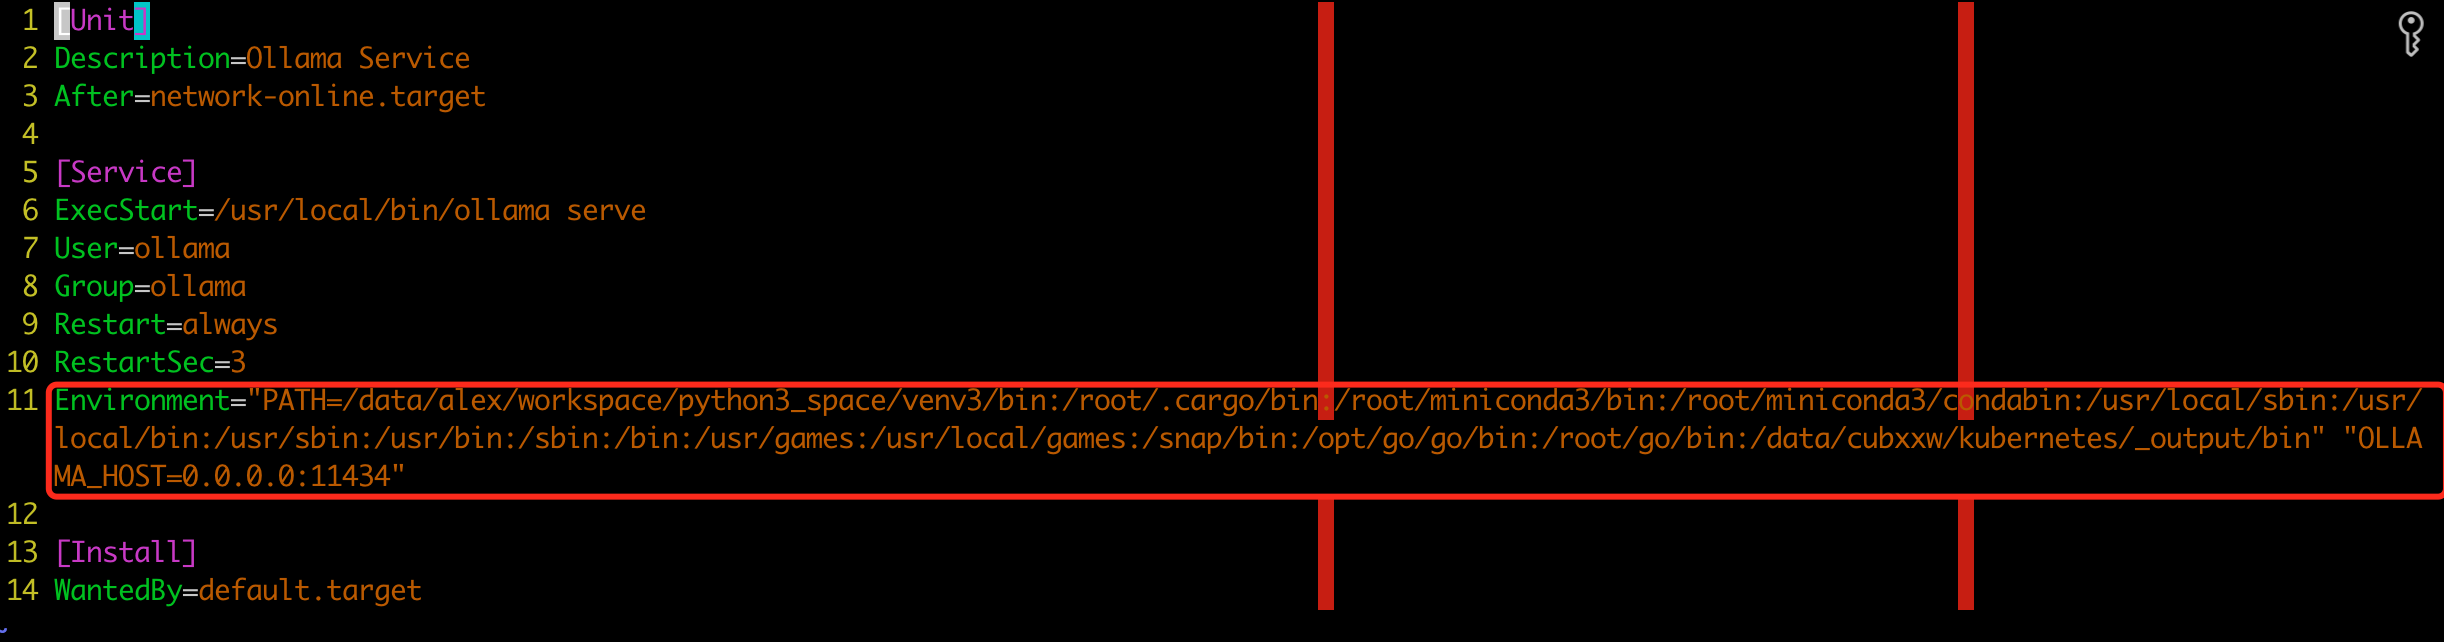 1 [Unit]
2 Description=Ollama Service
3 After=network-online.target
4
5 [Service]
6 ExecStart=/usr/local/bin/ollama serve
7 User=ollama
8 Group=ollama
9 Restart=always
10 RestartSec=3
11 Environment="PATH=/data/alex/workspace/python3_space/venv3/bin:/root/.cargo/bin:/root/miniconda3/bin:/root/miniconda3/condabin:/usr/local/sbin:/usr/
local/bin:/usr/sbin:/usr/bin:/sbin:/bin:/usr/games:/usr/local/games:/snap/bin:/opt/go/go/bin:/root/go/bin:/data/cubxxw/kubernetes/_output/bin" "OLLA
MA_HOST=0.0.0.0:11434"
12
13 [Install]
14 WantedBy=default.target
~